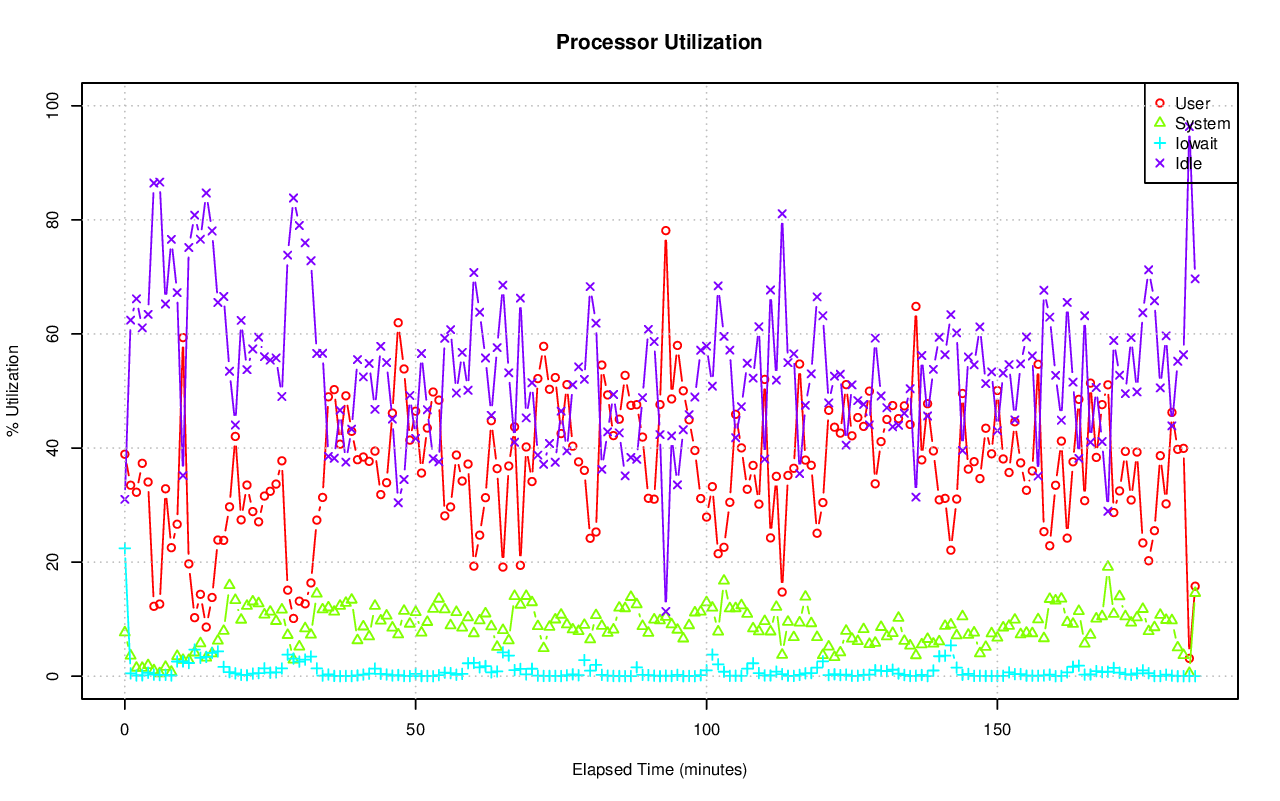 Processor Utilization
% Utilization
100
80
60
40
20
0
User
System
Iowait
Idle
0 50 100 150
Elapsed Time (minutes)